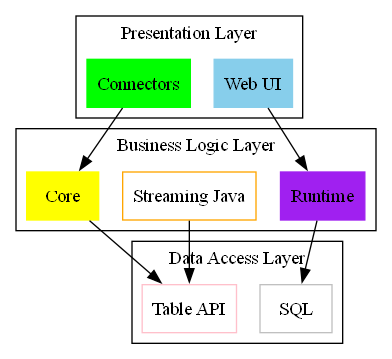 Presentation Layer
Connectors
Web UI
Business Logic Layer
Core
Streaming Java
Runtime
Data Access Layer
Table API
SQL